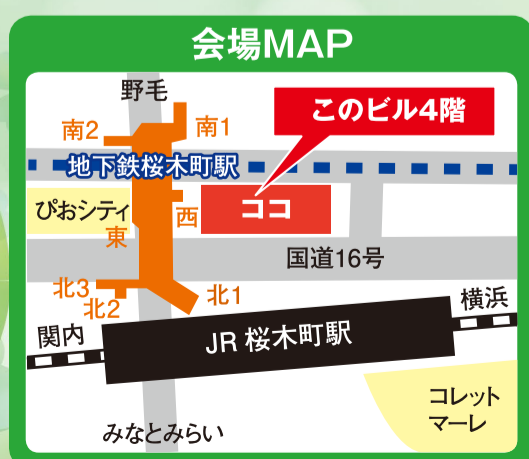 会場MAP
野毛
このビル4階
南2
南1
地下鉄桜木町駅
ぴおシティ
西
ココ
東
国道16号
北3
北2
北1
横浜
関内
JR 桜木町駅
コレット
マーレ
みなとみらい